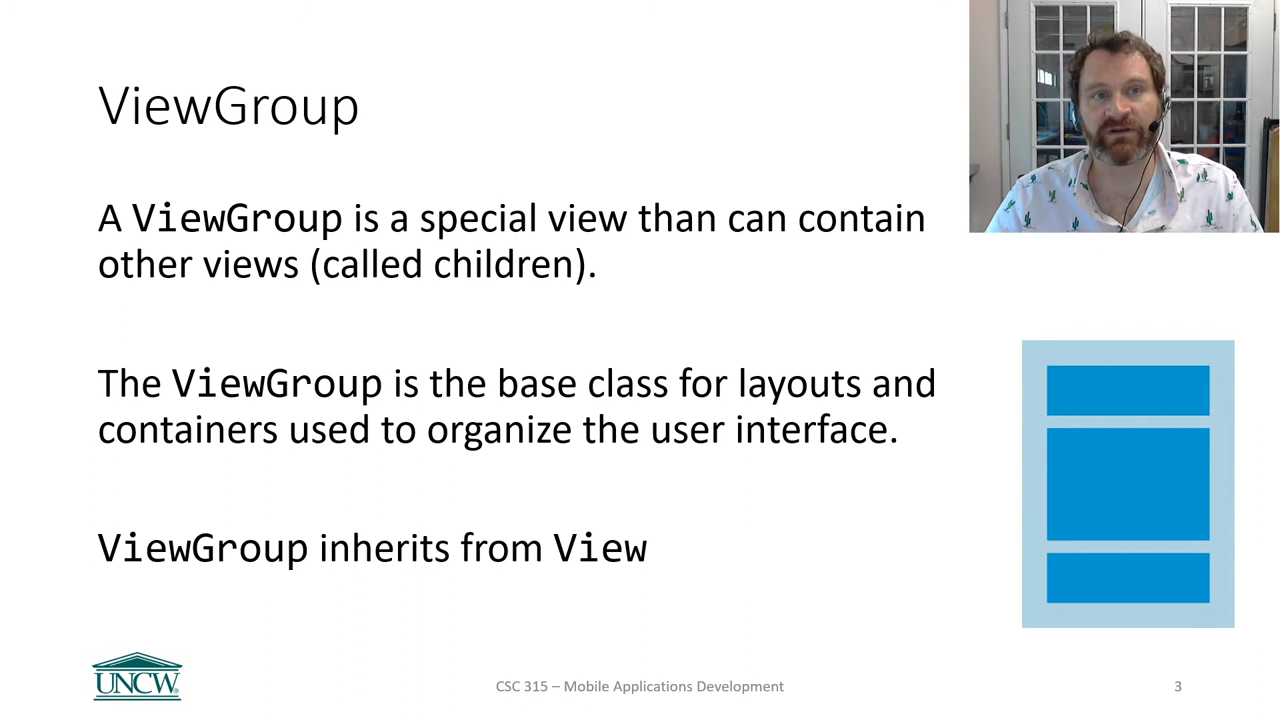 ViewGroup
A ViewGroup is a special view than can contain
other views (called children).
The ViewGroup is the base class for layouts and
containers used to organize the user interface.
ViewGroup inherits from View
UNCW
CSC 315 – Mobile Applications Development
3